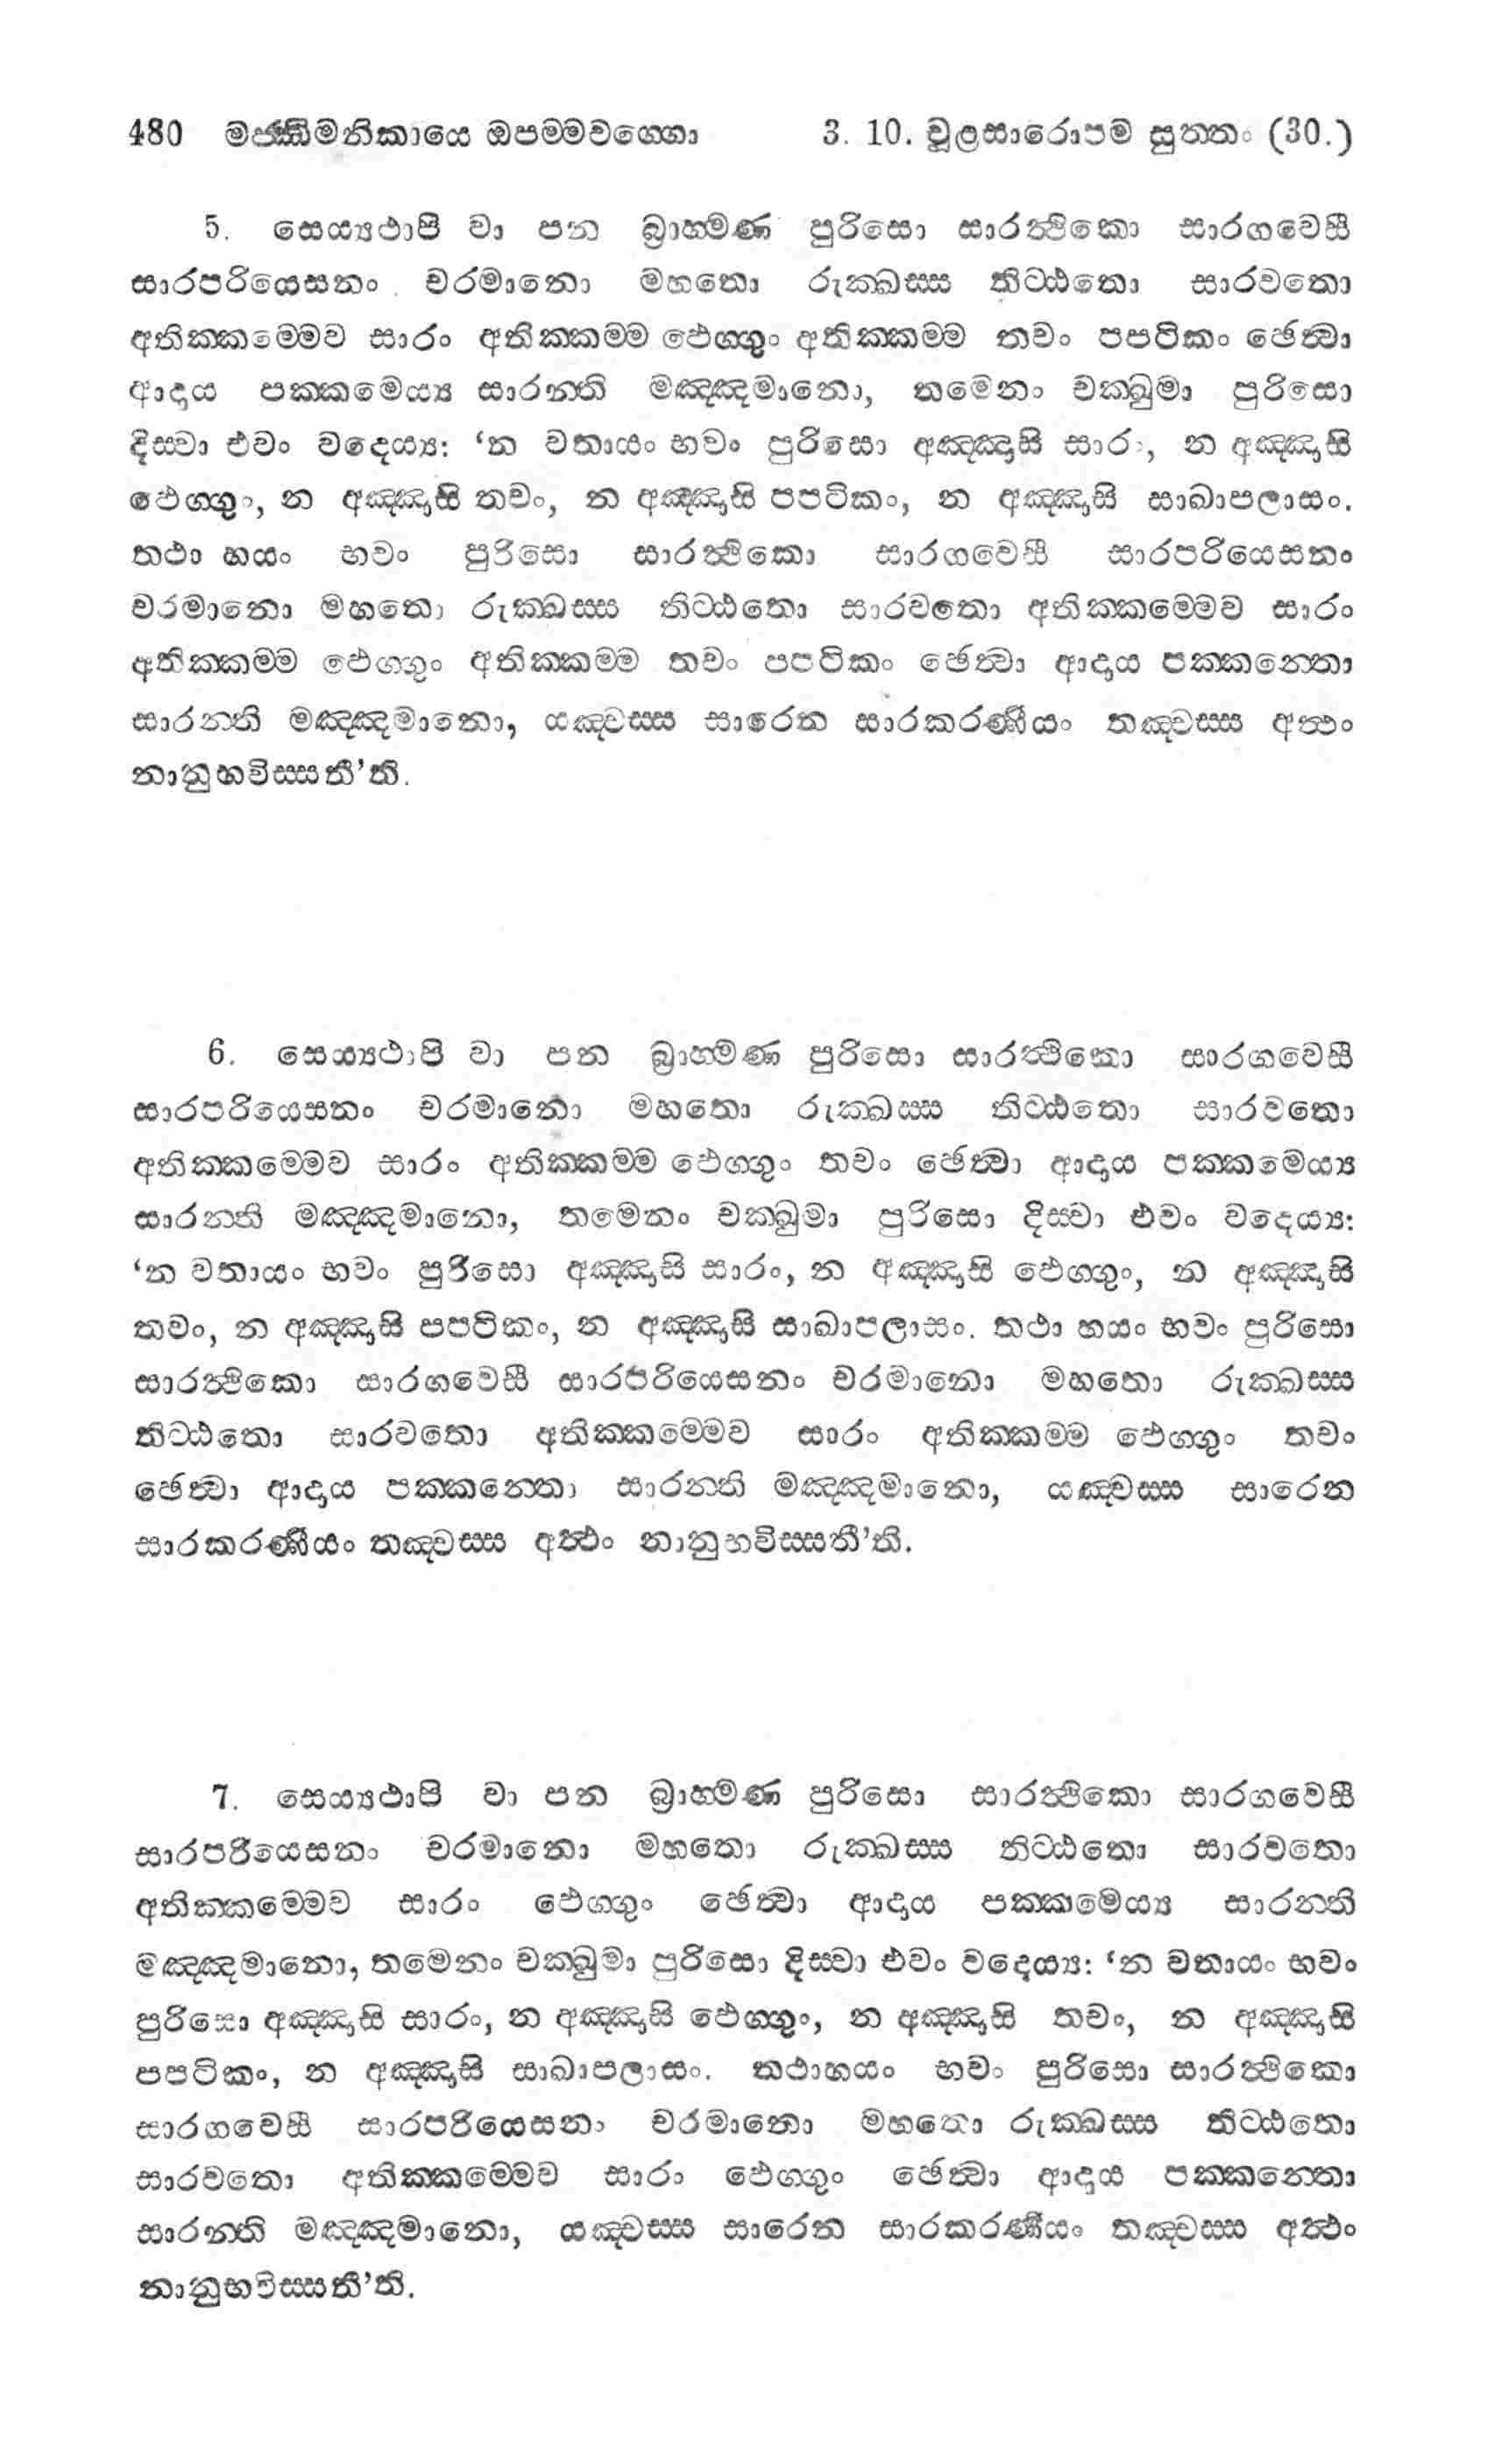 480 මජ්ඣිමනිකායෙ ඔපම්මවග්ගො 3. 10. චූළසාරොපම සුත්තං (30.)
5. සෙය්‍යථාපි වා පන බ්‍රාහ්මණ පුරිසො සාරත්ථිකො සාරගවෙසී
සාරපරියෙසනං චරමානො මහතො රුක්ඛස්ස තිට්ඨතො සාරවතො
අතික්කම්මෙව සාරං අතික්කම්ම ඵෙග්ගුං අතික්කම්ම තචං පපටිකං ඡෙත්වා
ආදාය පක්කමෙය්‍ය සාරන්ති මඤ්ඤමානො, තමෙනං චක්ඛුමා පුරිසො
දිස්වා එවං වදෙය්‍ය: ‘න වතායං භවං පුරිසො අඤ්ඤාසි සාරං, න අඤ්ඤාසි
ඵෙග්ගුං, න අඤ්ඤාසි තචං, න අඤ්ඤාසි පපටිකං, න අඤ්ඤාසි සාඛාපලාසං.
තථා හයං භවං පුරිසො සාරත්ථිකො සාරගවෙසී සාරපරියෙසනං
චරමානො මහතො රුක්ඛස්ස තිට්ඨතො සාරවතො අතික්කම්මෙව සාරං
අතික්කම්ම ඵෙග්ගුං අතික්කම්ම තචං පපටිකං ඡෙත්වා ආදාය පක්කන්තො
සාරන්ති මඤ්ඤමානො, යඤ්චස්ස සාරෙන සාරකරණීයං තඤ්චස්ස අත්ථං
නානුභවිස්සතී’ති.
6. සෙය්‍යථාපි වා පන බ්‍රාහ්මණ පුරිසො සාරත්ථිකො සාරගවෙසී
සාරපරියෙසනං චරමානො මහතො රුක්ඛස්ස තිට්ඨතො සාරවතො
අතික්කම්මෙව සාරං අතික්කම්ම ඵෙග්ගුං තචං ඡෙත්වා ආදාය පක්කමෙය්‍ය
සාරන්ති මඤ්ඤමානො, තමෙනං චක්ඛුමා පුරිසො දිස්වා එවං වදෙය්‍ය:
‘න වතායං භවං පුරිසො අඤ්ඤාසි සාරං, න අඤ්ඤාසි ඵෙග්ගුං, න අඤ්ඤාසි
තචං, න අඤ්ඤාසි පපටිකං, න අඤ්ඤාසි සාඛාපලාසං. තථා හයං භවං පුරිසො
සාරත්ථිකො සාරගවෙසී සාරපරියෙසනං චරමානො මහතො රුක්ඛස්ස
තිට්ඨතො සාරවතො අතික්කම්මෙව සාරං අතික්කම්ම ඵෙග්ගුං තචං
ඡෙත්වා ආදාය පක්කන්තො සාරන්ති මඤ්ඤමානො, යඤ්චස්ස සාරෙන
සාරකරණීයං තඤ්චස්ස අත්ථං නානුභවිස්සතී’ති.
7. සෙය්‍යථාපි වා පන බ්‍රාහ්මණ පුරිසො සාරත්ථිකො සාරගවෙසී
සාරපරියෙසනං චරමානො මහතො රුක්ඛස්ස තිට්ඨතො සාරවතො
අතික්කම්මෙව සාරං ඵෙග්ගුං ඡෙත්වා ආදාය පක්කමෙය්‍ය සාරන්ති
මඤ්ඤමානො, තමෙනං චක්ඛුමා පුරිසො දිස්වා එවං වදෙය්‍ය: ‘න වතායං භවං
පුරිසො අඤ්ඤාසි සාරං, න අඤ්ඤාසි ඵෙග්ගුං, න අඤ්ඤාසි තචං, න අඤ්ඤාසි
පපටිකං, න අඤ්ඤාසි සාඛාපලාසං. තථාහයං භවං පුරිසො සාරත්ථිකො
සාරගවෙසී සාරපරියෙසනං චරමානො මහතො රුක්ඛස්ස තිට්ඨතො
සාරවතො අතික්කම්මෙව සාරං ඵෙග්ගුං ඡෙත්වා ආදාය පක්කන්තො
සාරන්ති මඤ්ඤමානො, යඤ්චස්ස සාරෙන සාරකරණීයං තඤ්චස්ස අත්ථං
නානුභවිස්සතී’ති.